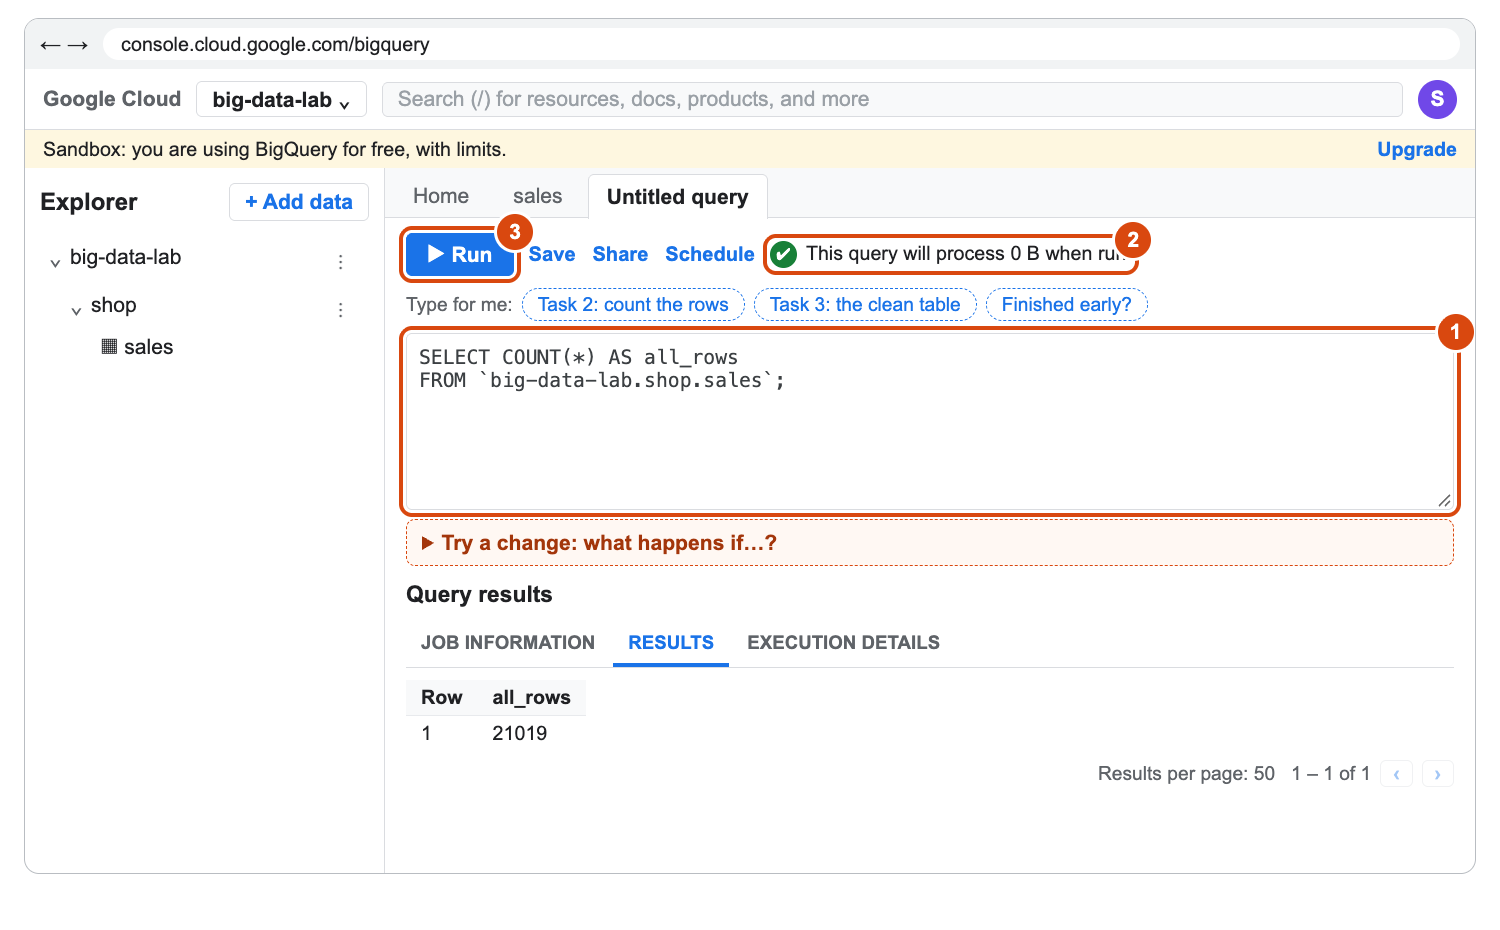 console.cloud.google.com/bigquery
Google Cloud big-data-lab Search (/) for resources, docs, products, and more S
Sandbox: you are using BigQuery for free, with limits. Upgrade
Explorer + Add data
big-data-lab
shop
sales
Home sales Untitled query
Run 3 Save Share Schedule This query will process 0 B when run. 2
Type for me: Task 2: count the rows Task 3: the clean table Finished early?
1
SELECT COUNT(*) AS all_rows
FROM `big-data-lab.shop.sales`;
Try a change: what happens if…?
Query results
JOB INFORMATION RESULTS EXECUTION DETAILS
Row all_rows
1 21019
Results per page: 50 1 – 1 of 1 ‹ ›